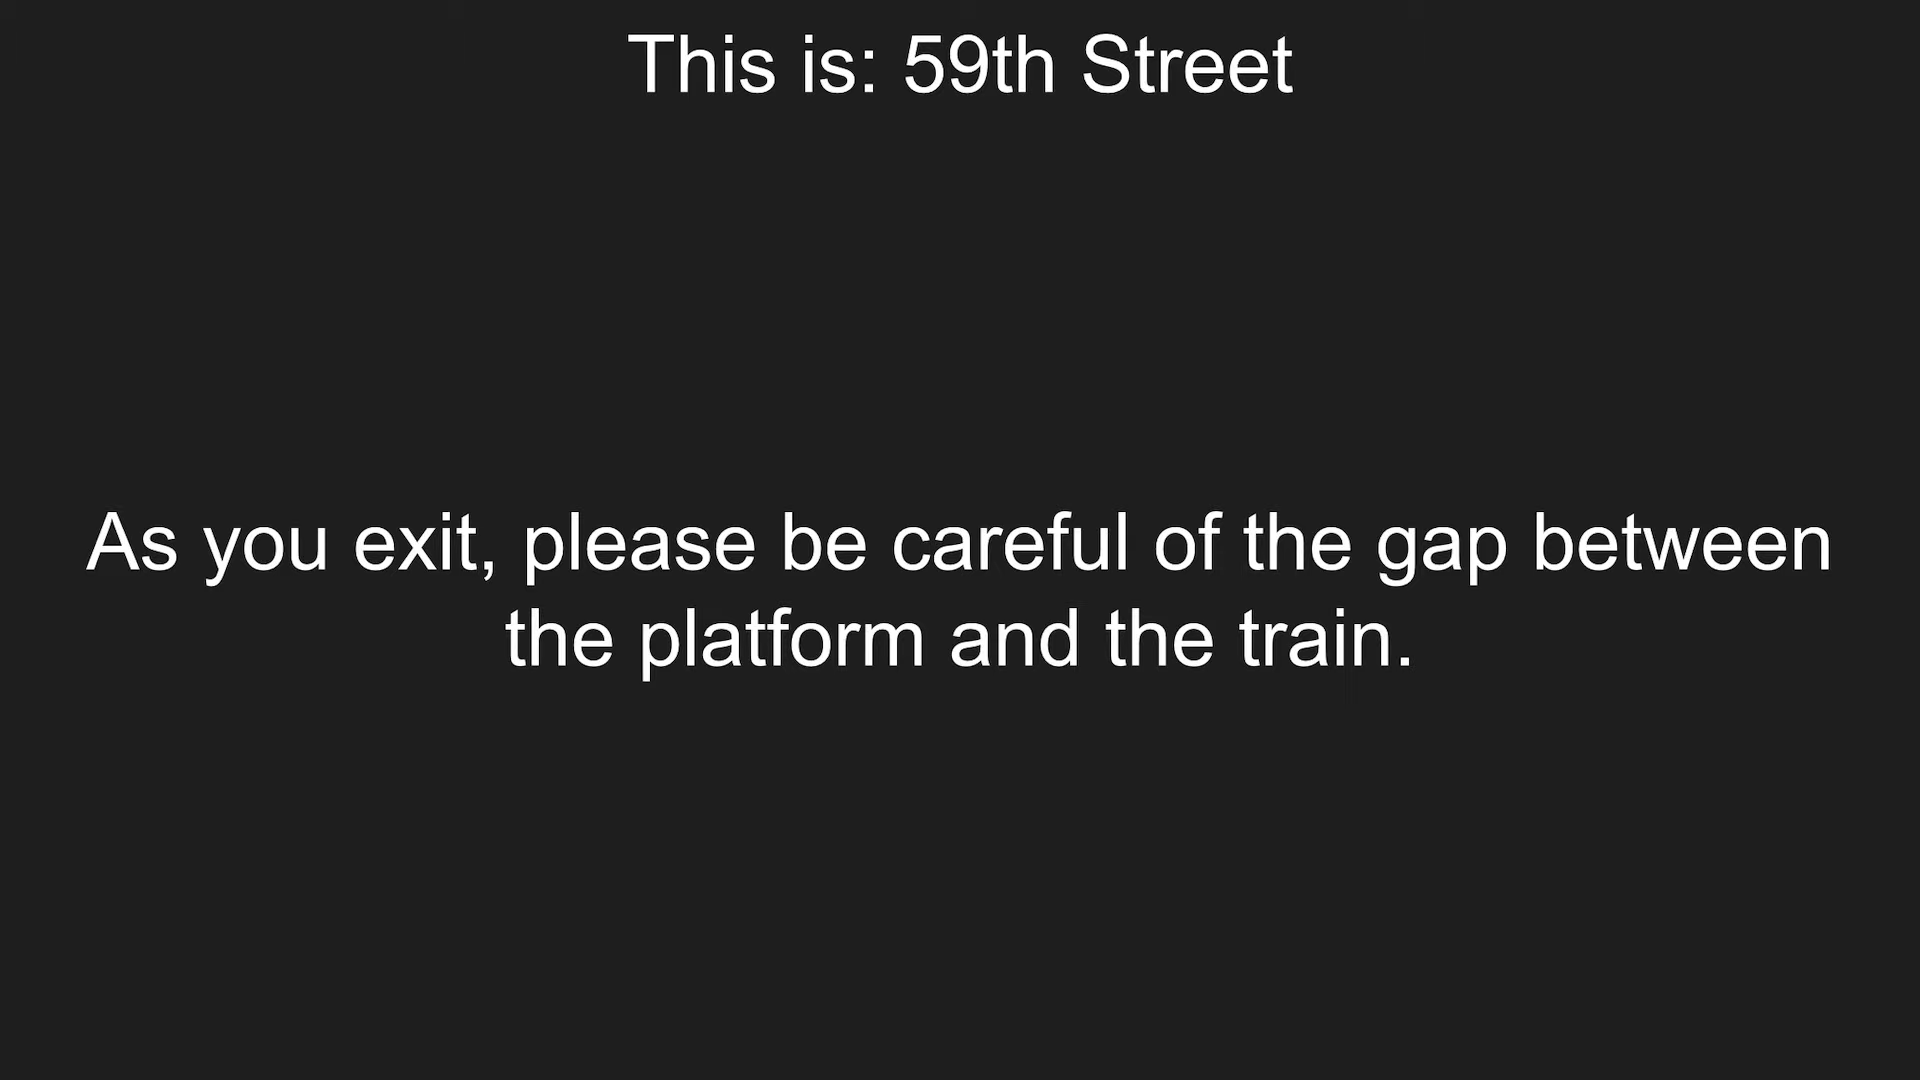 This is: 59th Street
As you exit, please be careful of the gap between
the platform and the train.